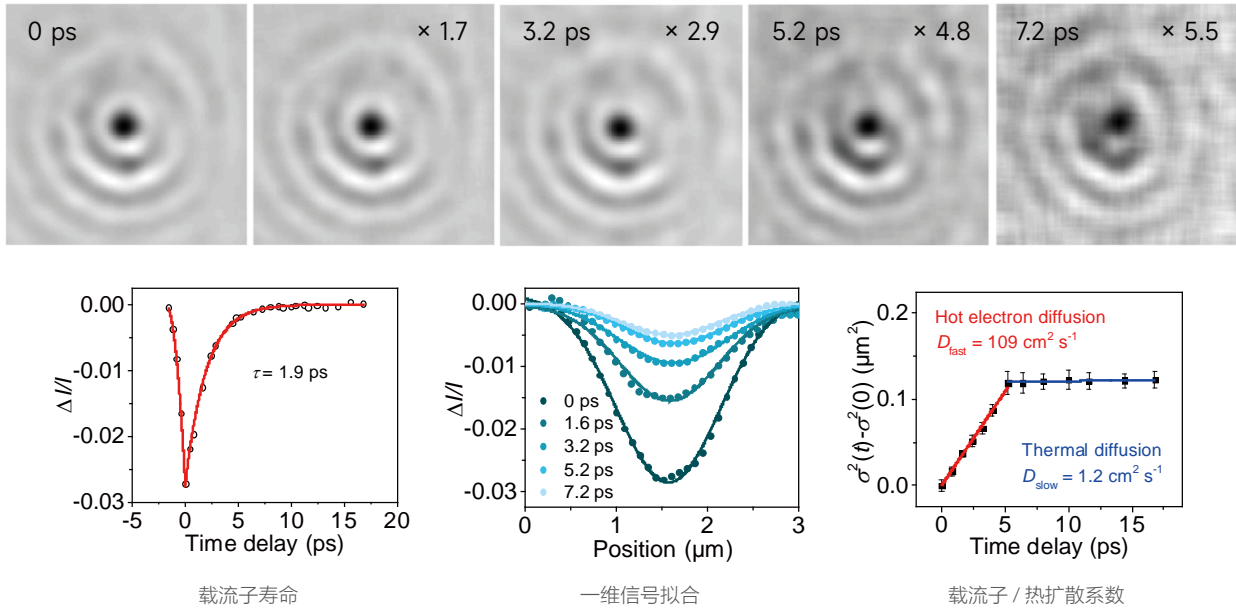 0 ps
× 1.7
3.2 ps
× 2.9
5.2 ps
× 4.8
7.2 ps
× 5.5
0.00
-0.01
-0.02
-0.03
ΔI/I
τ = 1.9 ps
-5
0
5
10
15
20
Time delay (ps)
载流子寿命
0.00
-0.01
-0.02
-0.03
ΔI/I
0 ps
1.6 ps
3.2 ps
5.2 ps
7.2 ps
0
1
2
3
Position (µm)
一维信号拟合
0.2
0.1
0.0
σ²(t)-σ²(0) (µm²)
Hot electron diffusion
D_fast = 109 cm² s⁻¹
Thermal diffusion
D_slow = 1.2 cm² s⁻¹
0
5
10
15
Time delay (ps)
载流子 / 热扩散系数